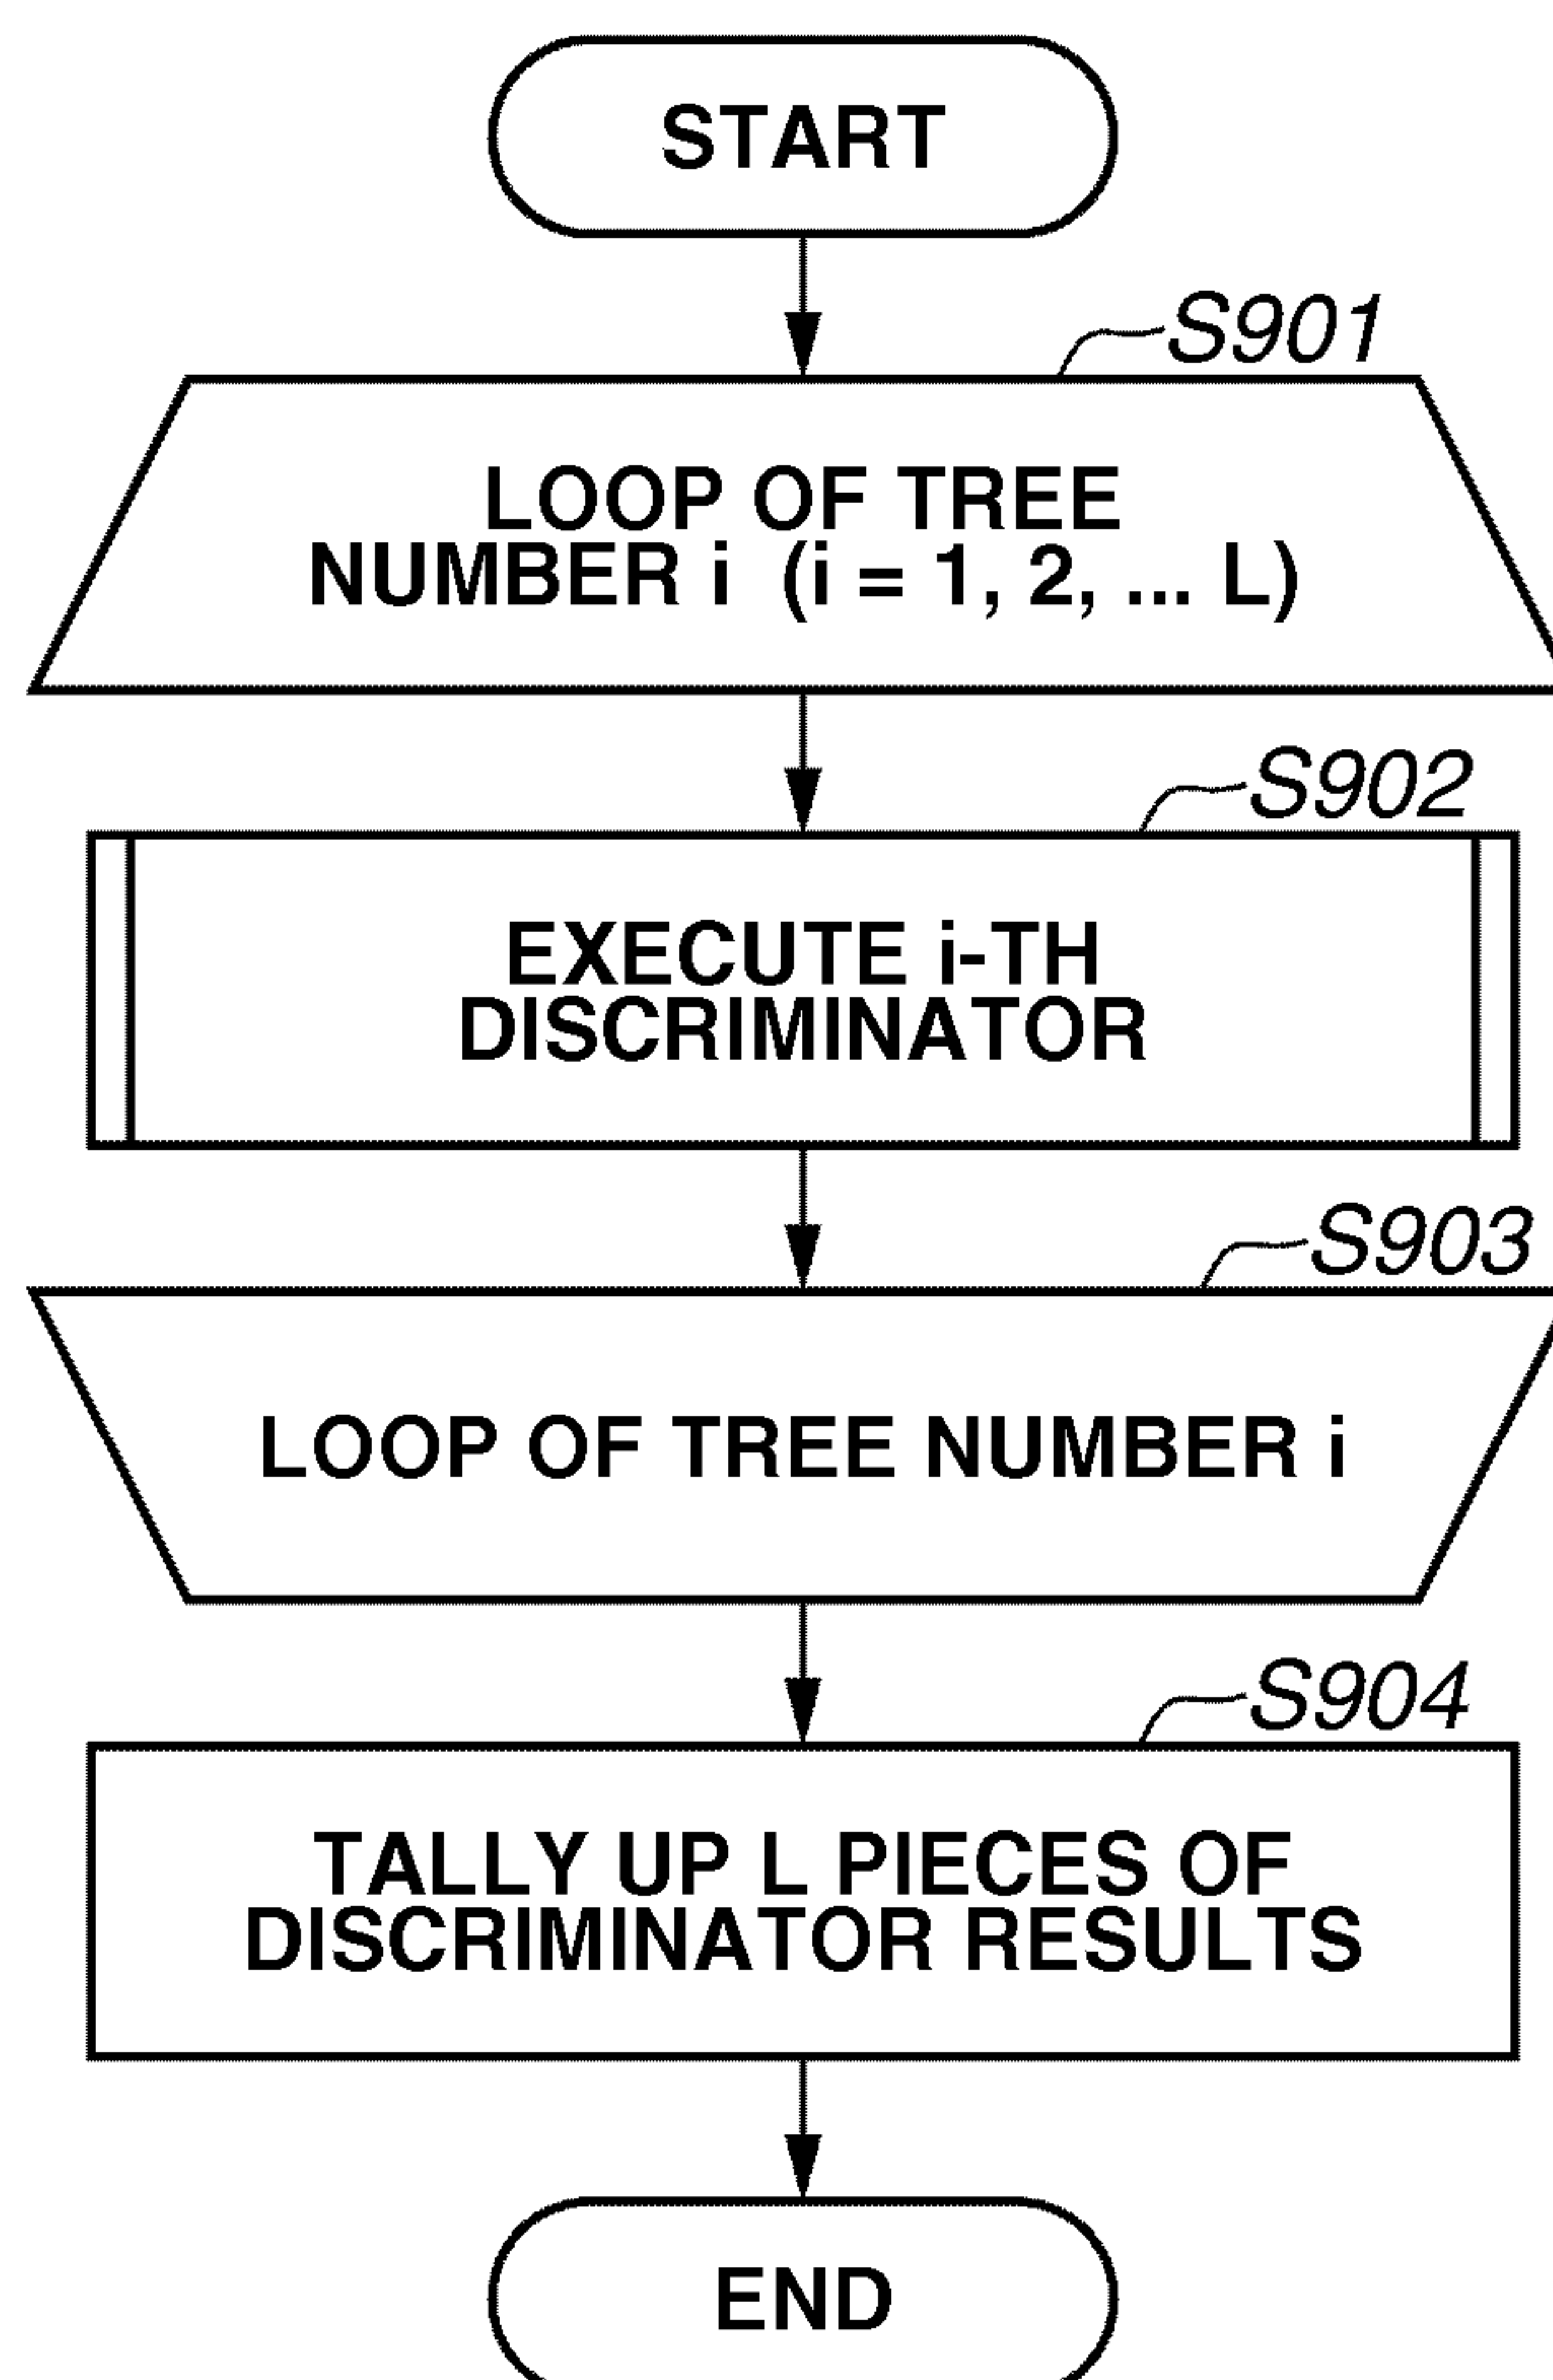 START
S901
LOOP OF TREE
NUMBER i (i = 1, 2, ... L)
S902
EXECUTE i-TH
DISCRIMINATOR
S903
LOOP OF TREE NUMBER i
S904
TALLY UP L PIECES OF
DISCRIMINATOR RESULTS
END